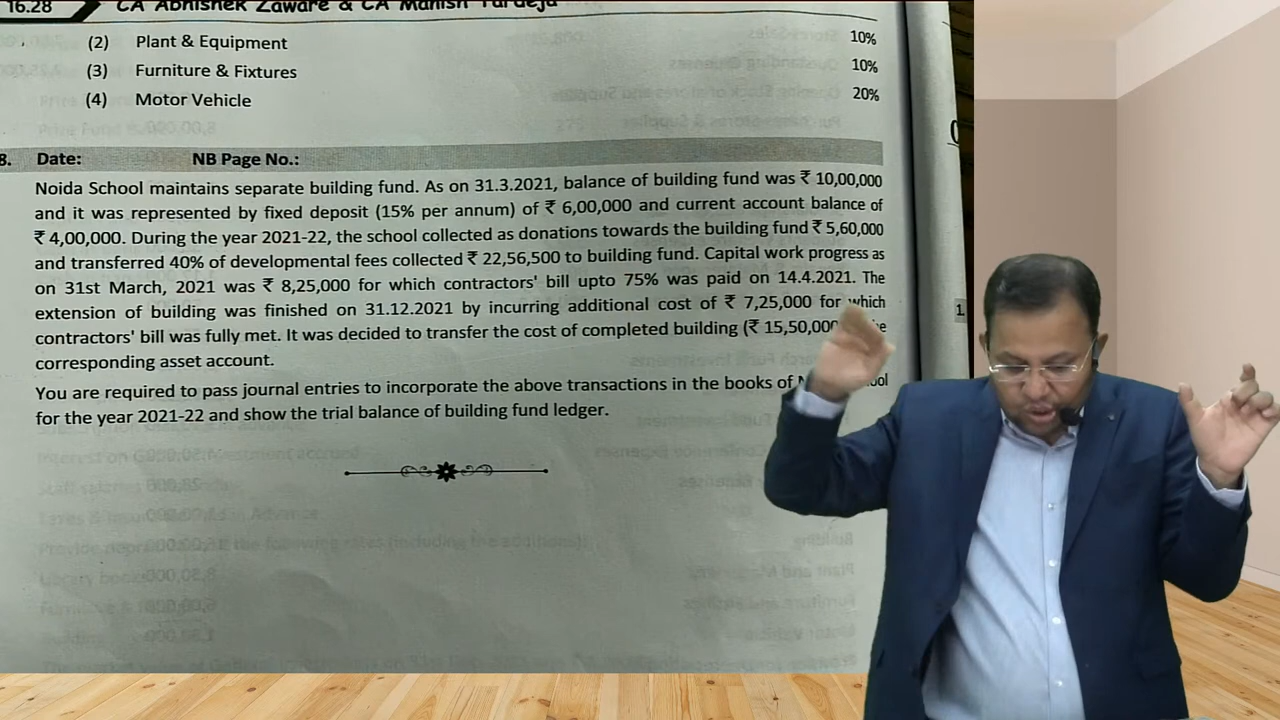 16.28 CA Abhishek Zaware & CA Manish Turdeja
(2) Plant & Equipment 10%
(3) Furniture & Fixtures 10%
(4) Motor Vehicle 20%
8. Date: NB Page No.:
Noida School maintains separate building fund. As on 31.3.2021, balance of building fund was ₹ 10,00,000
and it was represented by fixed deposit (15% per annum) of ₹ 6,00,000 and current account balance of
₹ 4,00,000. During the year 2021-22, the school collected as donations towards the building fund ₹ 5,60,000
and transferred 40% of developmental fees collected ₹ 22,56,500 to building fund. Capital work progress as
on 31st March, 2021 was ₹ 8,25,000 for which contractors' bill upto 75% was paid on 14.4.2021. The
extension of building was finished on 31.12.2021 by incurring additional cost of ₹ 7,25,000 for which
contractors' bill was fully met. It was decided to transfer the cost of completed building (₹ 15,50,000
corresponding asset account.
You are required to pass journal entries to incorporate the above transactions in the books of
for the year 2021-22 and show the trial balance of building fund ledger.
1